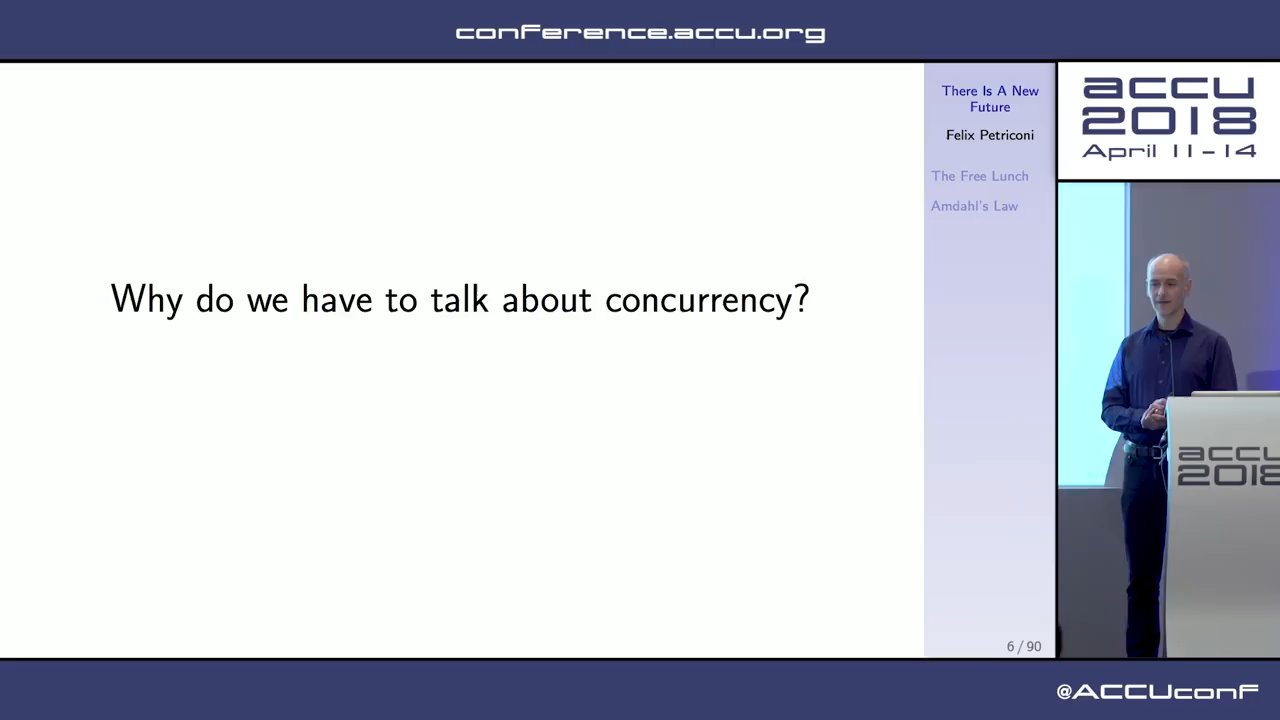 conference.accu.org
Why do we have to talk about concurrency?
There Is A New
Future
Felix Petriconi
The Free Lunch
Amdahl's Law
6 / 90
accu
2018
April 11-14
accu
2018
@ACCUconf